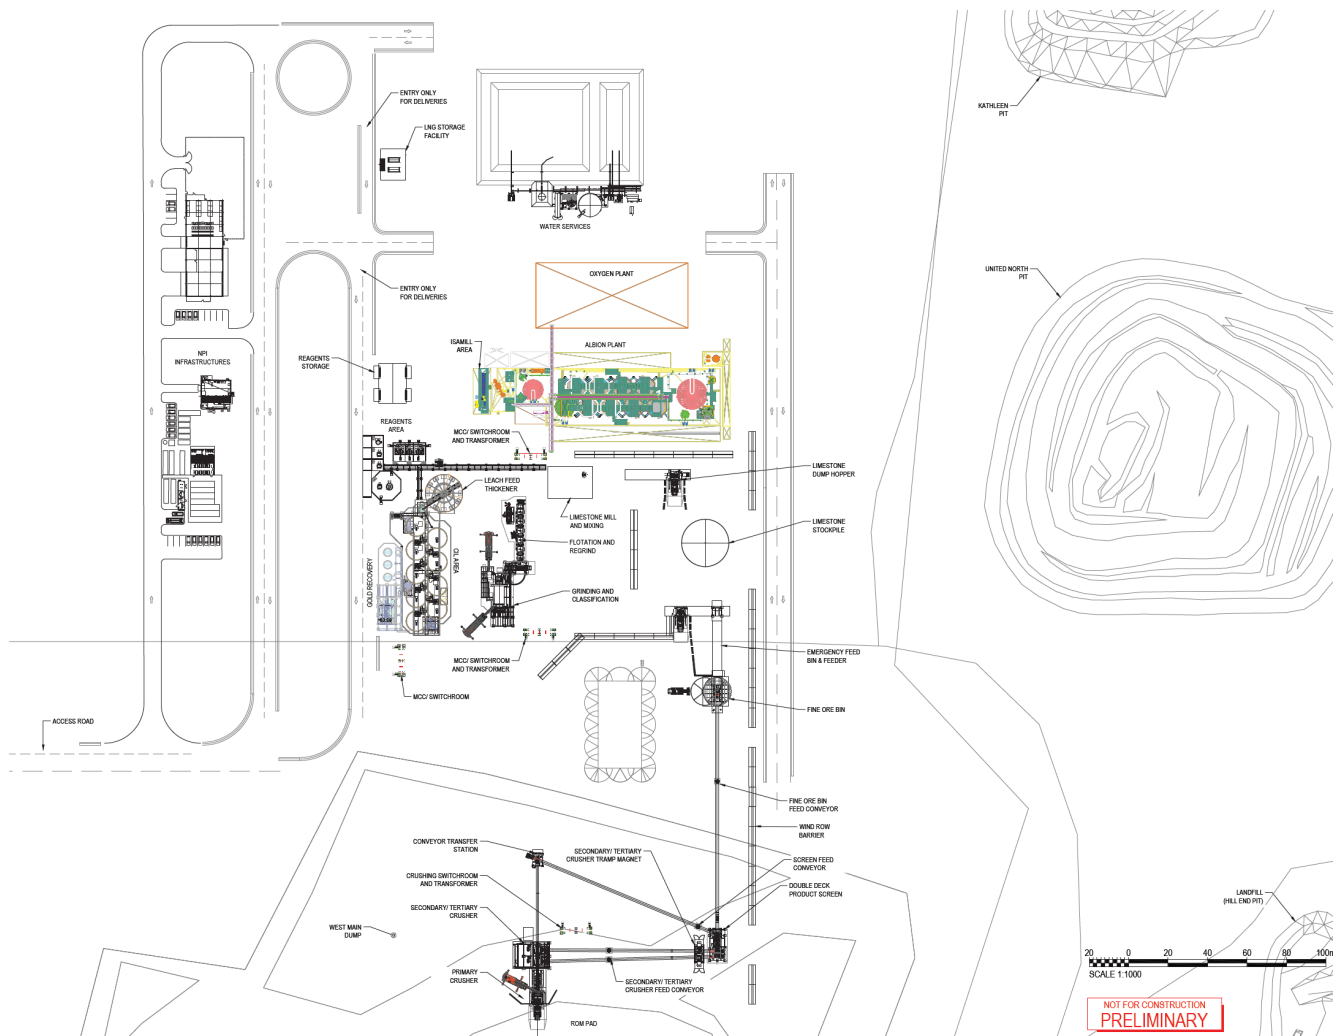 KATHLEEN
PIT
ENTRY ONLY
FOR DELIVERIES
LNG STORAGE
FACILITY
WATER SERVICES
UNITED NORTH
PIT
OXYGEN PLANT
ENTRY ONLY
FOR DELIVERIES
ISAMILL
AREA
ALBION PLANT
NPI
INFRASTRUCTURES
REAGENTS
STORAGE
REAGENTS
AREA
MCC/ SWITCHROOM
AND TRANSFORMER
LEACH FEED
THICKENER
LIMESTONE
DUMP HOPPER
LIMESTONE MILL
AND MIXING
LIMESTONE
STOCKPILE
FLOTATION AND
REGRIND
GOLD RECOVERY
CIL AREA
GRINDING AND
CLASSIFICATION
MCC/ SWITCHROOM
AND TRANSFORMER
EMERGENCY FEED
BIN & FEEDER
MCC/ SWITCHROOM
FINE ORE BIN
ACCESS ROAD
FINE ORE BIN
FEED CONVEYOR
WIND ROW
BARRIER
CONVEYOR TRANSFER
STATION
SECONDARY/ TERTIARY
CRUSHER TRAMP MAGNET
SCREEN FEED
CONVEYOR
CRUSHING SWITCHROOM
AND TRANSFORMER
DOUBLE DECK
PRODUCT SCREEN
SECONDARY/ TERTIARY
CRUSHER
LANDFILL
(HILL END PIT)
WEST MAIN
DUMP
PRIMARY
CRUSHER
SECONDARY/ TERTIARY
CRUSHER FEED CONVEYOR
ROM PAD
20 0 20 40 60 80 100m
SCALE 1:1000
NOT FOR CONSTRUCTION
PRELIMINARY